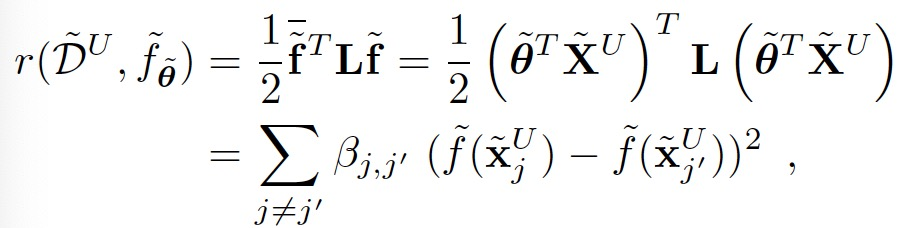 r(\tilde{\mathcal{D}}^U, \tilde{f}_{\tilde{\boldsymbol{\theta}}}) = \frac{1}{2} \bar{\tilde{\mathbf{f}}}^T \mathbf{L} \tilde{\mathbf{f}} = \frac{1}{2} \left( \tilde{\boldsymbol{\theta}}^T \tilde{\mathbf{X}}^U \right)^T \mathbf{L} \left( \tilde{\boldsymbol{\theta}}^T \tilde{\mathbf{X}}^U \right)
= \sum_{j \neq j'} \beta_{j,j'} \, (\tilde{f}(\tilde{\mathbf{x}}_j^U) - \tilde{f}(\tilde{\mathbf{x}}_{j'}^U))^2 \, ,